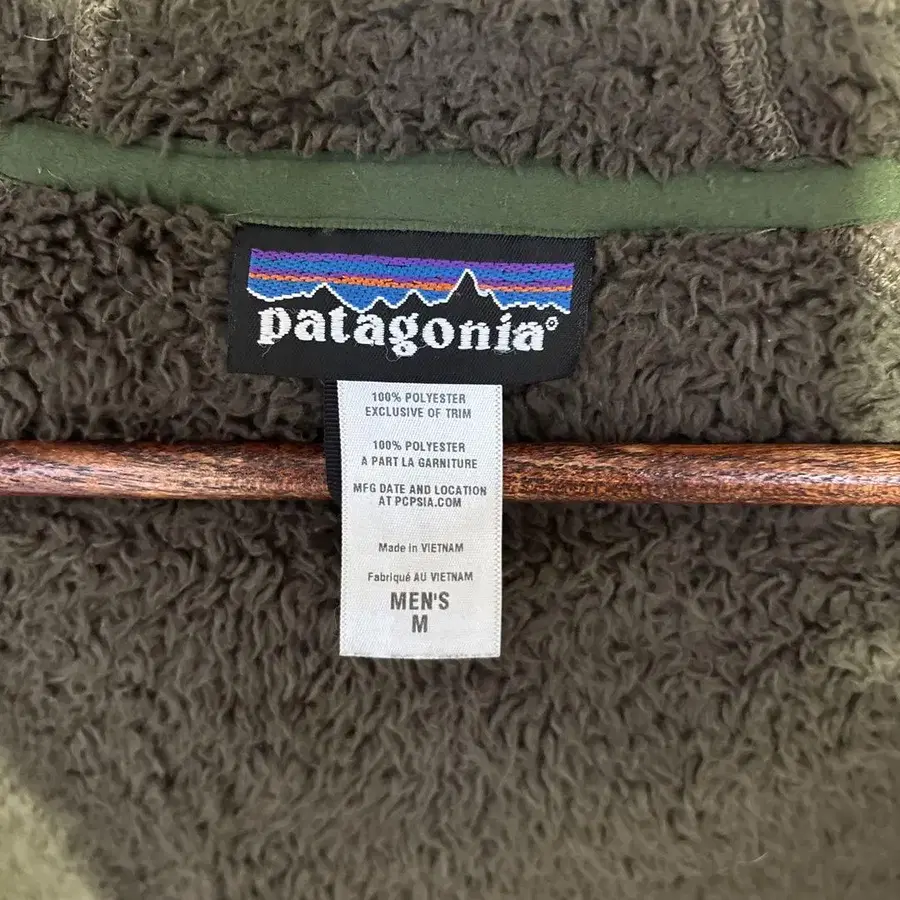 patagonia®
100% POLYESTER
EXCLUSIVE OF TRIM
100% POLYESTER
A PART LA GARNITURE
MFG DATE AND LOCATION
AT PCPSIA.COM
Made in VIETNAM
Fabriqué AU VIETNAM
MEN'S
M